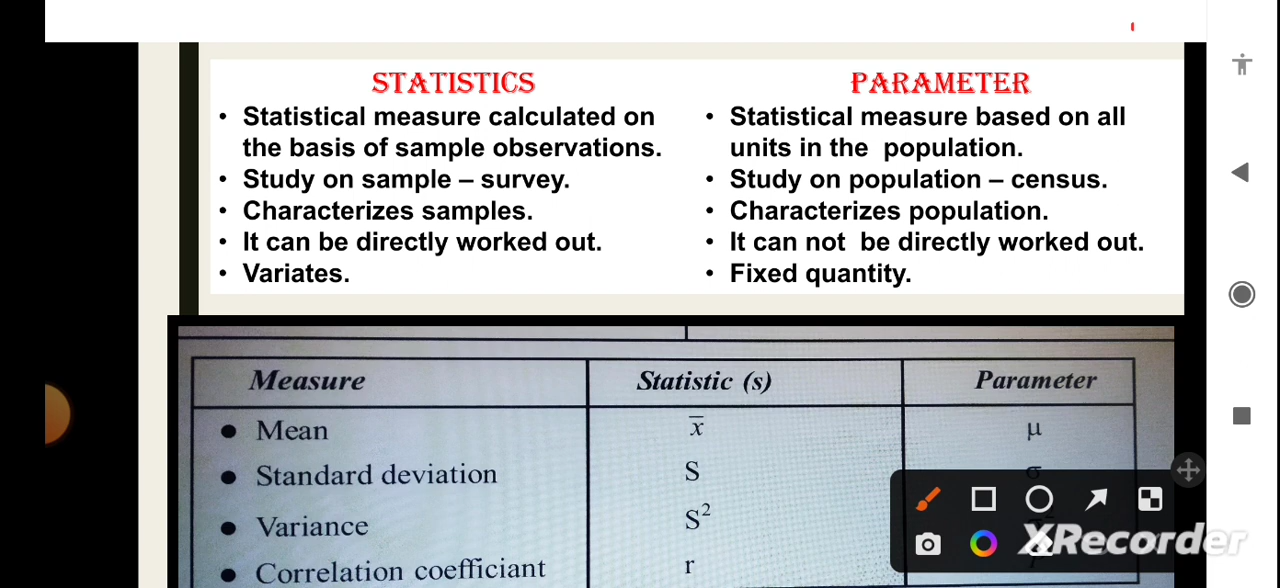 STATISTICS
• Statistical measure calculated on
the basis of sample observations.
• Study on sample – survey.
• Characterizes samples.
• It can be directly worked out.
• Variates.
PARAMETER
• Statistical measure based on all
units in the population.
• Study on population – census.
• Characterizes population.
• It can not be directly worked out.
• Fixed quantity.
Measure Statistic (s) Parameter
• Mean x̅ μ
• Standard deviation S σ
• Variance S²
• Correlation coefficiant r
XRecorder